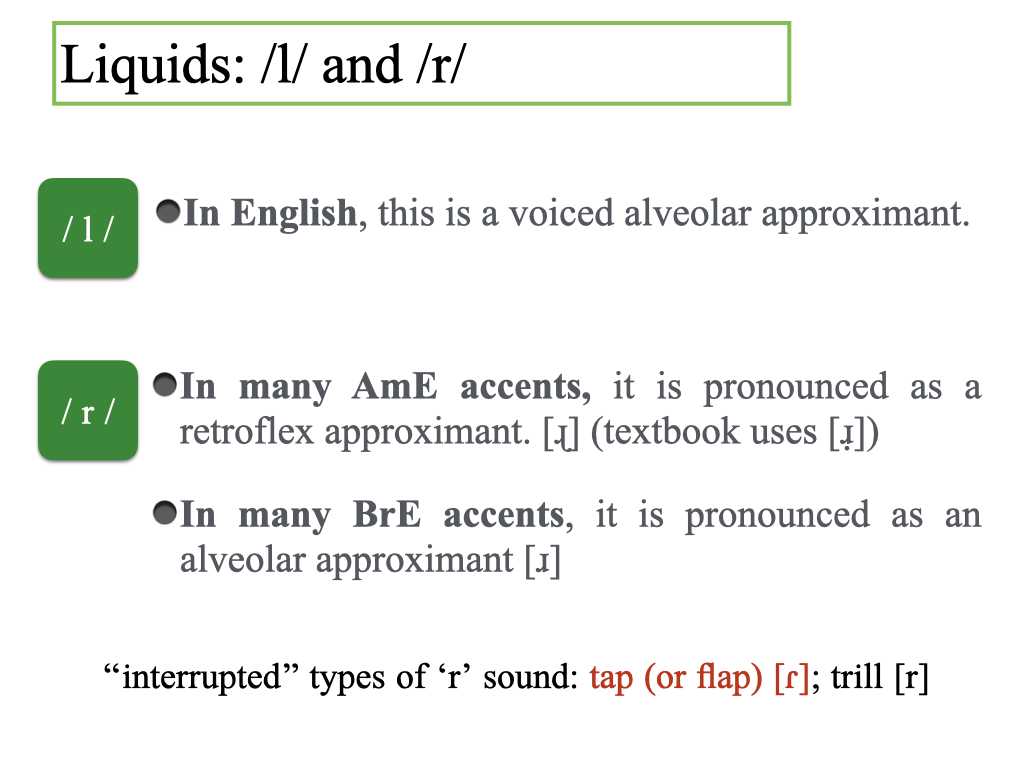 Liquids: /l/ and /r/
/ l /
In English, this is a voiced alveolar approximant.
/ r /
In many AmE accents, it is pronounced as a
retroflex approximant. [ɻ] (textbook uses [ɹ̣])
In many BrE accents, it is pronounced as an
alveolar approximant [ɹ]
“interrupted” types of ‘r’ sound: tap (or flap) [ɾ]; trill [r]